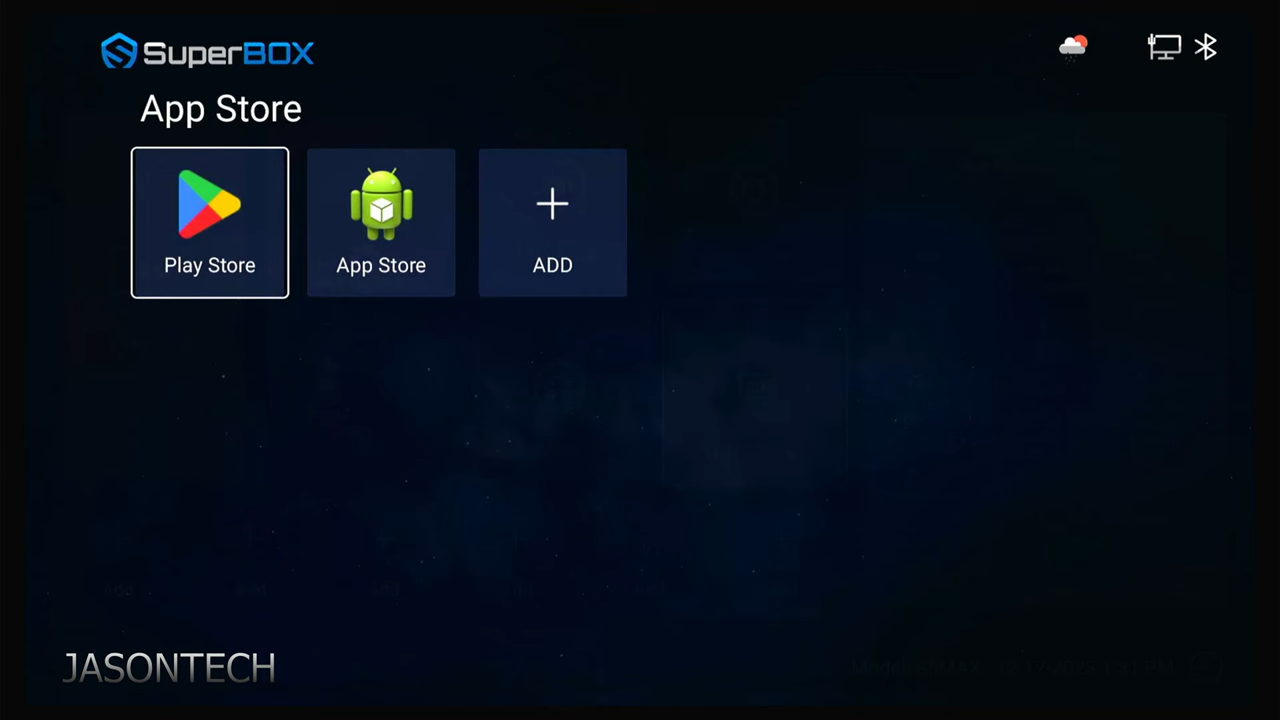 SuperBOX
App Store
Play Store
App Store
ADD
JASONTECH